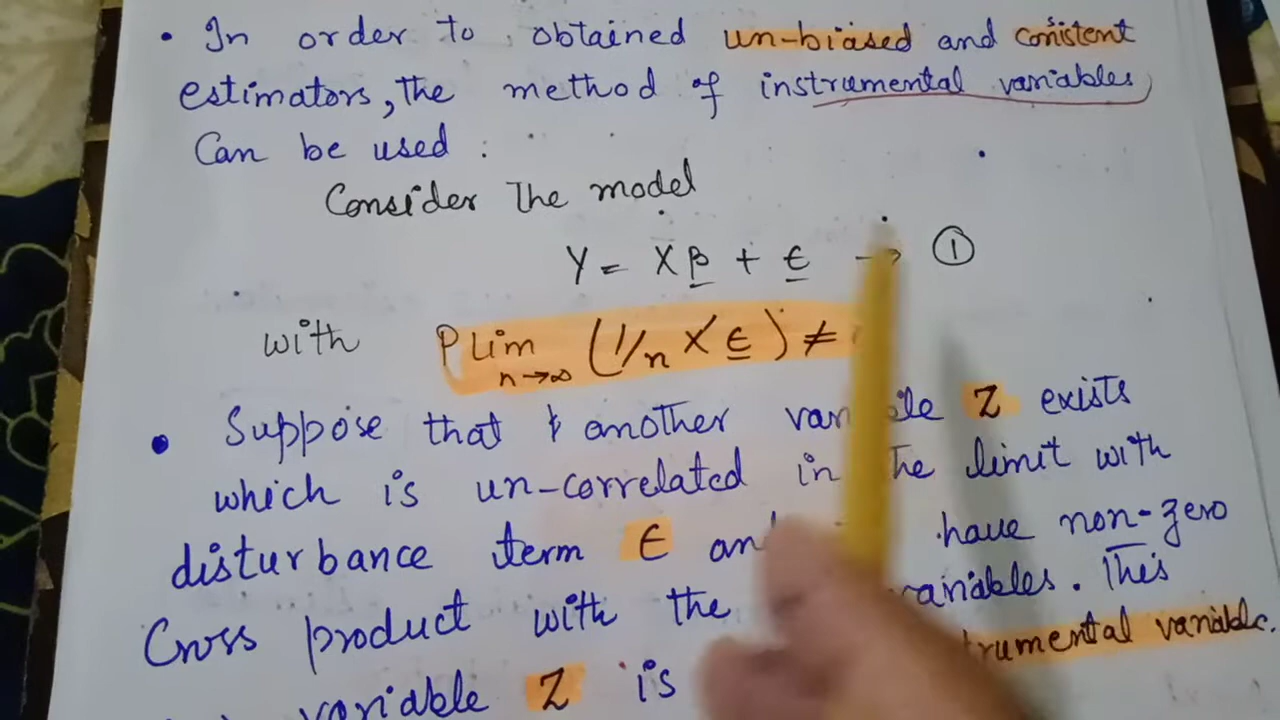 • In order to obtained un-biased and consistent
estimators, the method of instrumental variables
Can be used :
Consider The model
Y = Xβ + ϵ → ①
with Plim n→∞ (1/n X'ϵ) ≠
• Suppose that & another variable Z exists
which is un-correlated in the limit with
disturbance term ϵ have non-zero
Cross product with the variables. This
variable Z is instrumental variable.